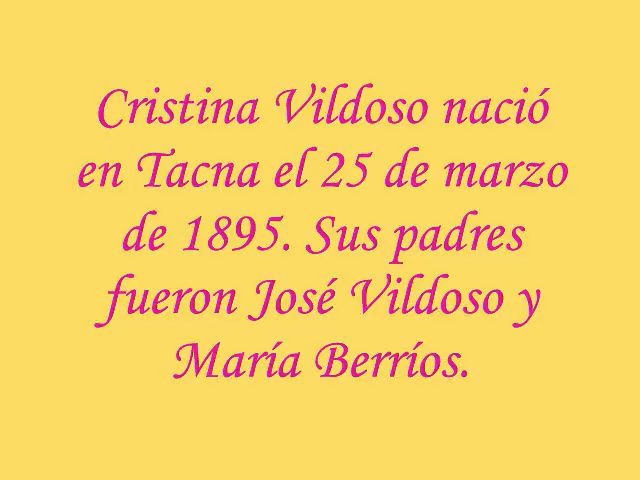 Cristina Vildoso nació
en Tacna el 25 de marzo
de 1895. Sus padres
fueron José Vildoso y
María Berríos.